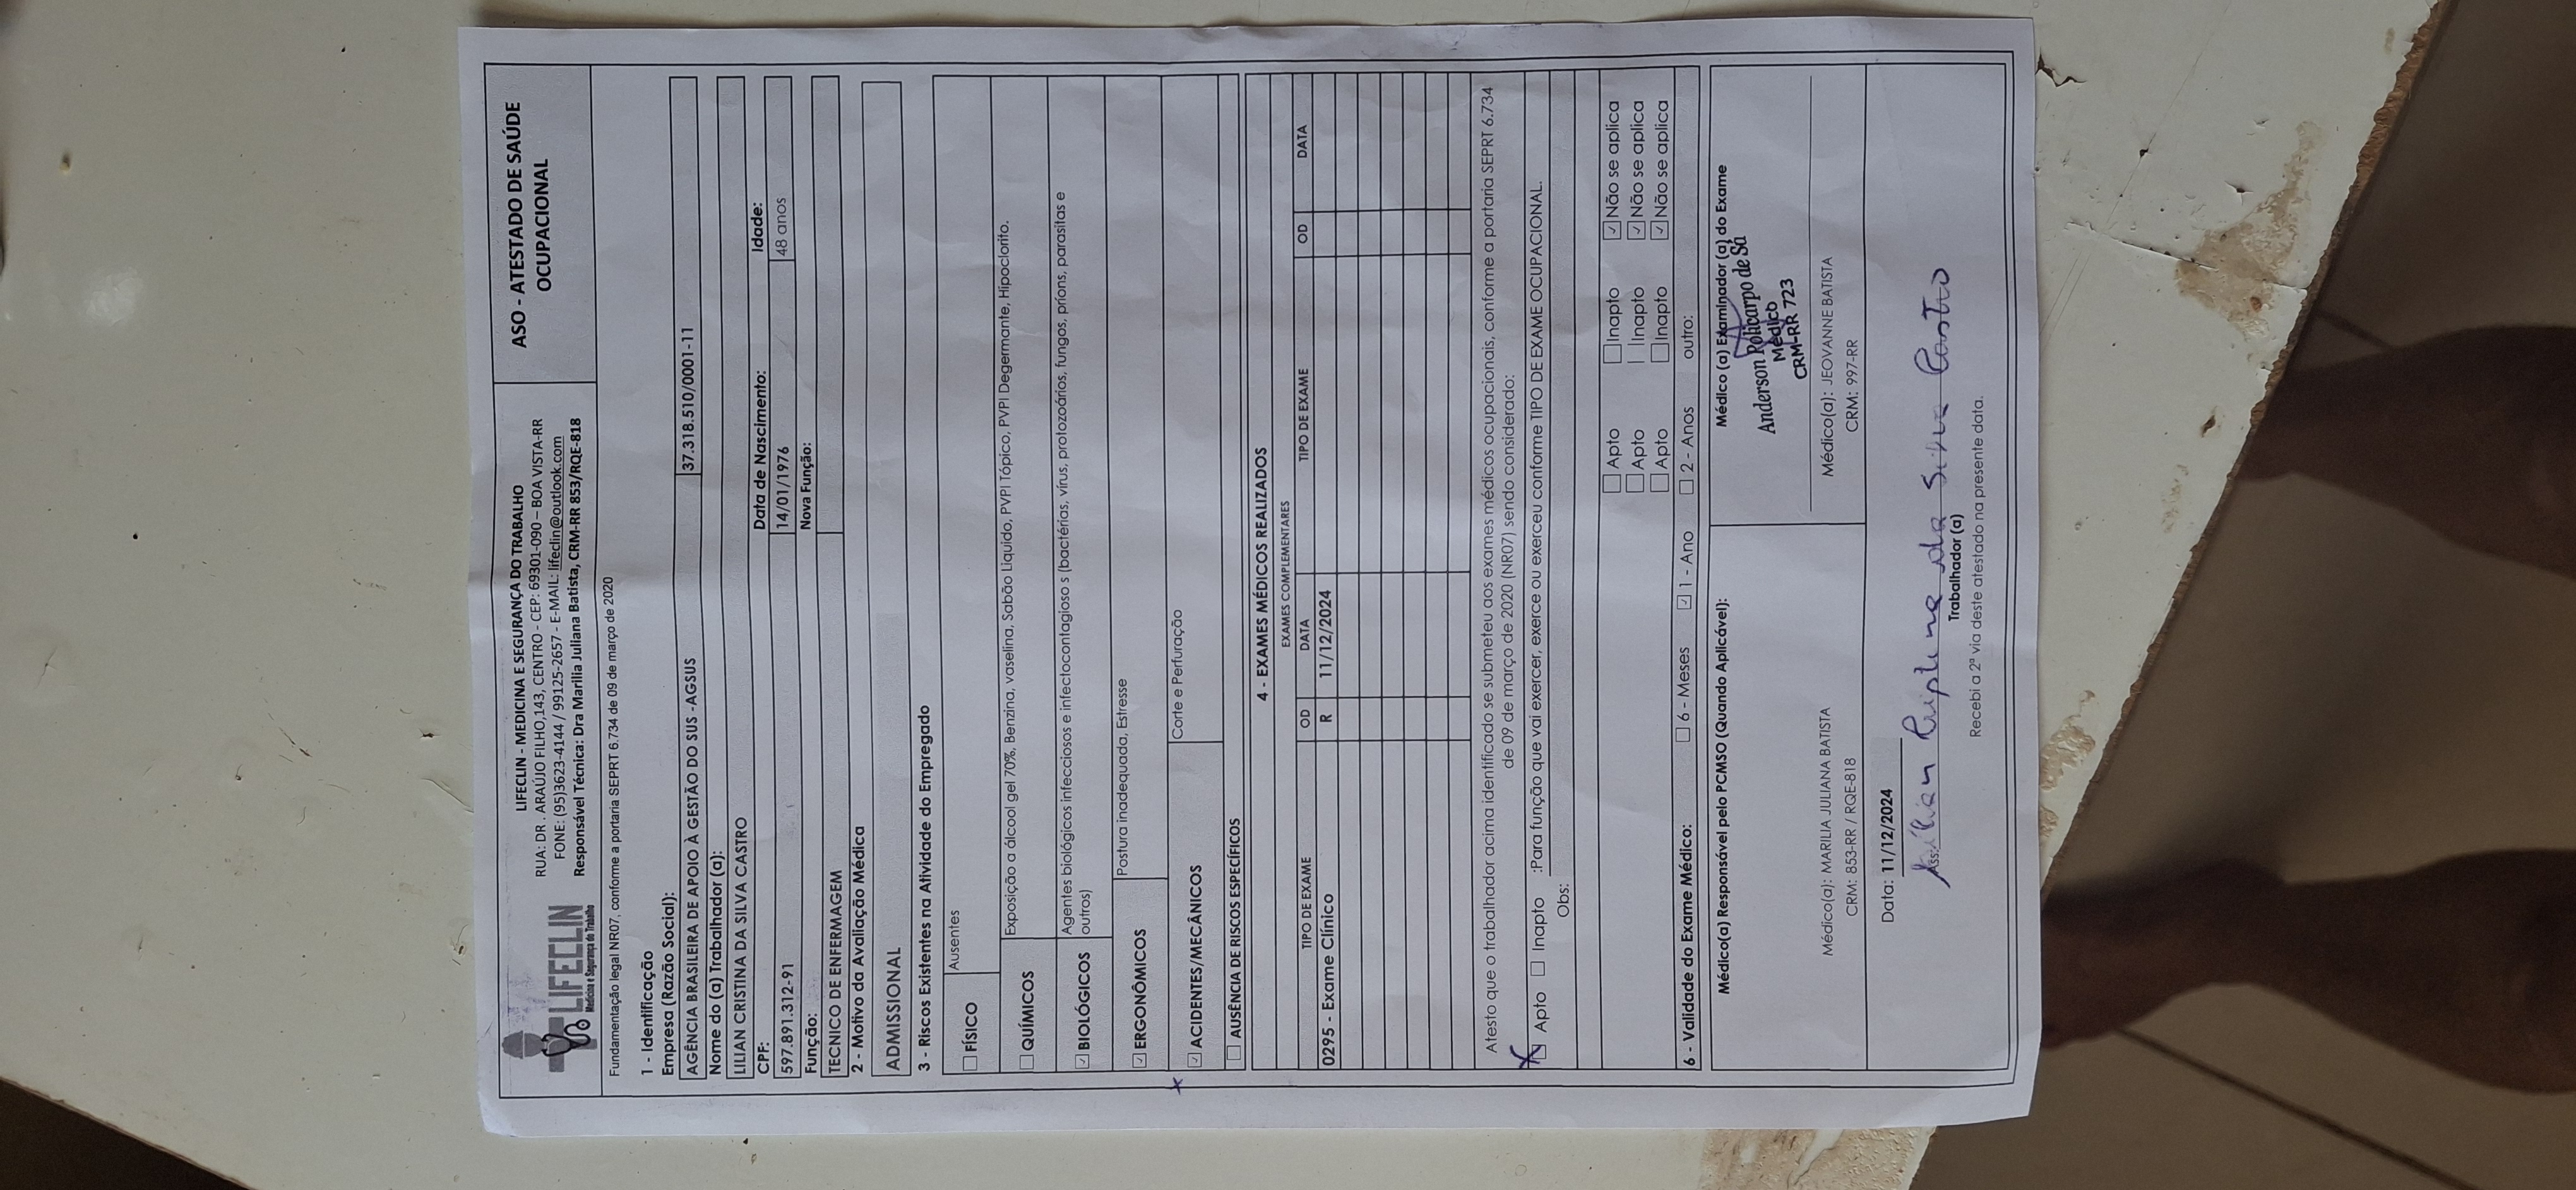 LIFECLIN
Medicina e Segurança do Trabalho
LIFECLIN - MEDICINA E SEGURANÇA DO TRABALHO
RUA: DR . ARAÚJO FILHO,143, CENTRO - CEP: 69301-090 – BOA VISTA-RR
FONE: (95)3623-4144 / 99125-2657 - E-MAIL: lifeclin@outlook.com
Responsável Técnica: Dra Marilia Juliana Batista, CRM-RR 853/RQE-818
ASO - ATESTADO DE SAÚDE
OCUPACIONAL
Fundamentação legal NR07, conforme a portaria SEPRT 6.734 de 09 de março de 2020
1 - Identificação
Empresa (Razão Social):
AGÊNCIA BRASILEIRA DE APOIO À GESTÃO DO SUS -AGSUS 37.318.510/0001-11
Nome do (a) Trabalhador (a):
LILIAN CRISTINA DA SILVA CASTRO
CPF: Data de Nascimento: Idade:
597.891.312-91 14/01/1976 48 anos
Função: Nova Função:
TECNICO DE ENFERMAGEM
2 - Motivo da Avaliação Médica
ADMISSIONAL
3 - Riscos Existentes na Atividade do Empregado
☐ FÍSICO Ausentes
☐ QUÍMICOS Exposição a álcool gel 70%, Benzina, vaselina, Sabão Liquido, PVPI Tópico, PVPI Degermante, Hipoclorito.
☑ BIOLÓGICOS Agentes biológicos infecciosos e infectocontagioso s (bactérias, vírus, protozoários, fungos, príons, parasitas e
outros)
☑ ERGONÔMICOS Postura inadequada, Estresse
☑ ACIDENTES/MECÂNICOS Corte e Perfuração
☐ AUSÊNCIA DE RISCOS ESPECÍFICOS
4 - EXAMES MÉDICOS REALIZADOS
EXAMES COMPLEMENTARES
TIPO DE EXAME OD DATA TIPO DE EXAME OD DATA
0295 - Exame Clínico R 11/12/2024
Atesto que o trabalhador acima identificado se submeteu aos exames médicos ocupacionais, conforme a portaria SEPRT 6.734
de 09 de março de 2020 (NR07) sendo considerado:
☒ Apto ☐ Inapto :Para função que vai exercer, exerce ou exerceu conforme TIPO DE EXAME OCUPACIONAL.
Obs:
☐ Apto ☐ Inapto ☑ Não se aplica
☐ Apto ☐ Inapto ☑ Não se aplica
☐ Apto ☐ Inapto ☑ Não se aplica
6 - Validade do Exame Médico: ☐ 6 - Meses ☑ 1 - Ano ☐ 2 - Anos outro:
Médico(a) Responsável pelo PCMSO (Quando Aplicável):
Médico(a): MARILIA JULIANA BATISTA
CRM: 853-RR / RQE-818
Médico (a) Examinador (a) do Exame
Anderson Policarpo de Sá
Médico
CRM-RR 723
Médico(a): JEOVANNE BATISTA
CRM: 997-RR
Data: 11/12/2024
Ass: Lílian Cristina da Silva Castro
Trabalhador (a)
Recebi a 2ª via deste atestado na presente data.